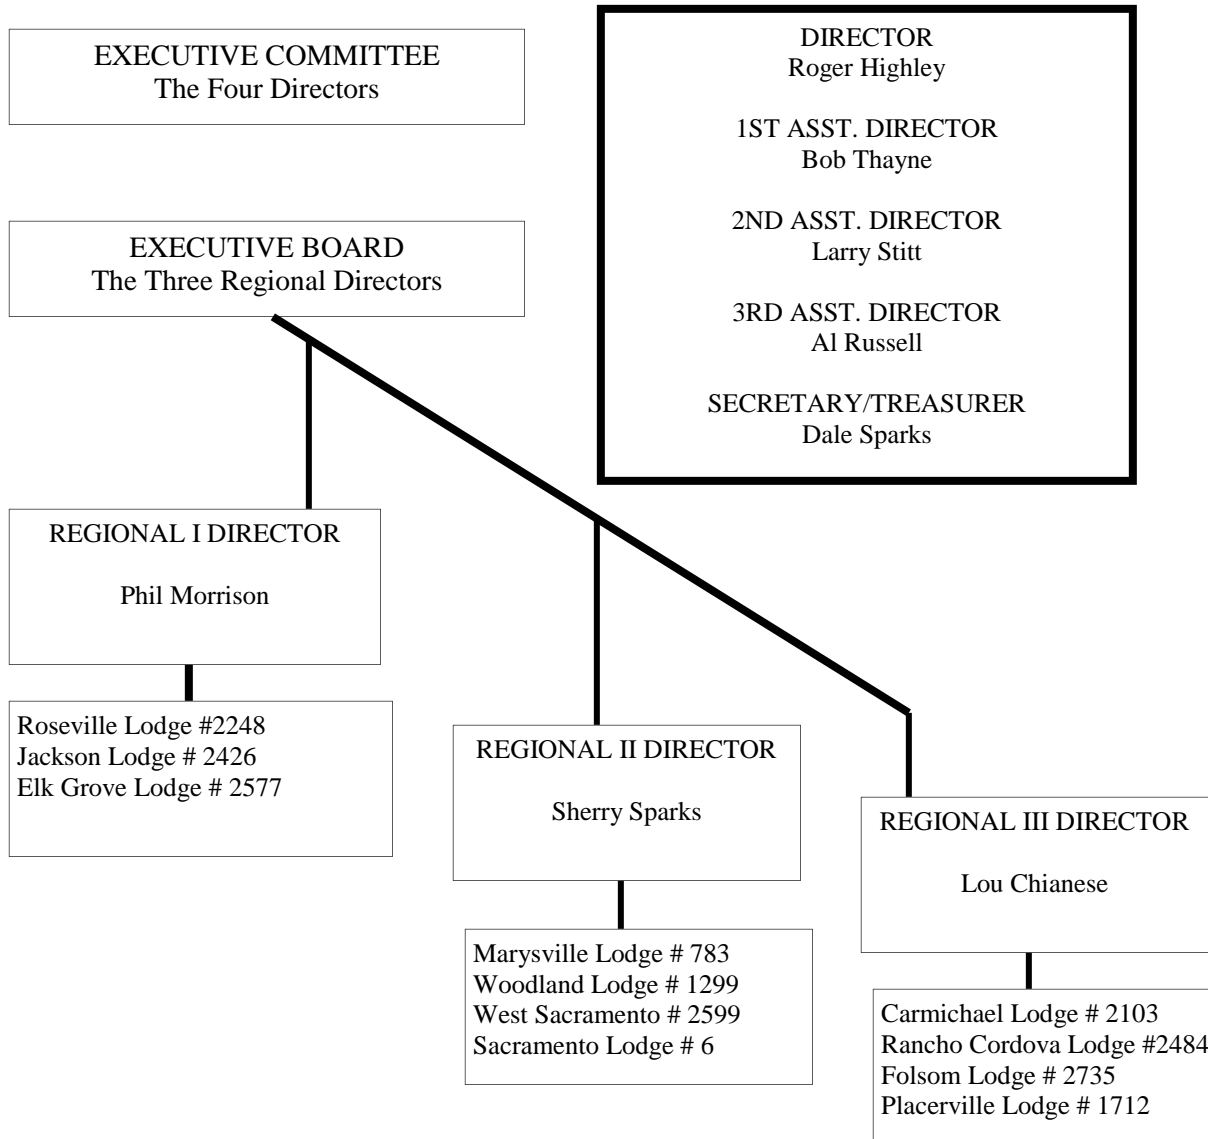 EXECUTIVE COMMITTEE
The Four Directors
DIRECTOR
Roger Highley
1ST ASST. DIRECTOR
Bob Thayne
2ND ASST. DIRECTOR
Larry Stitt
3RD ASST. DIRECTOR
Al Russell
SECRETARY/TREASURER
Dale Sparks
EXECUTIVE BOARD
The Three Regional Directors
REGIONAL I DIRECTOR
Phil Morrison
Roseville Lodge #2248
Jackson Lodge # 2426
Elk Grove Lodge # 2577
REGIONAL II DIRECTOR
Sherry Sparks
Marysville Lodge # 783
Woodland Lodge # 1299
West Sacramento # 2599
Sacramento Lodge # 6
REGIONAL III DIRECTOR
Lou Chianese
Carmichael Lodge # 2103
Rancho Cordova Lodge #2484
Folsom Lodge # 2735
Placerville Lodge # 1712